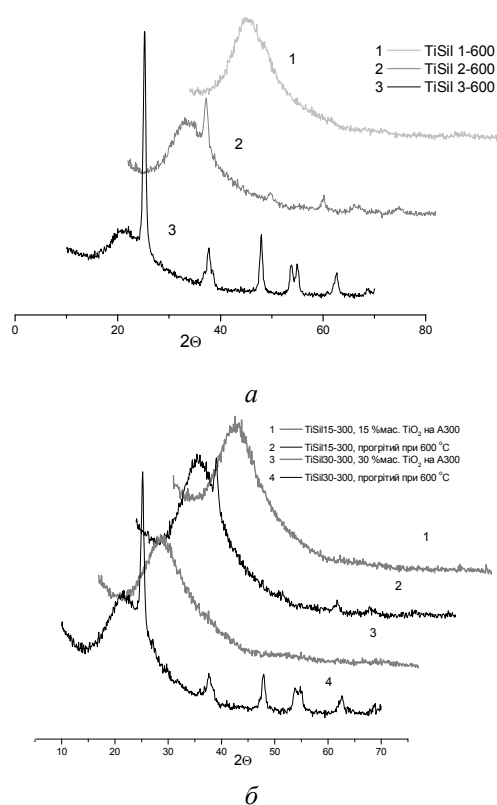 1 TiSil 1-600
2 TiSil 2-600
3 TiSil 3-600
1
2
3
0 20 40 60 80
2Θ
а
1 TiSil15-300, 15 %мас. TiO₂ на А300
2 TiSil15-300, прогрітий при 600 °C
3 TiSil30-300, 30 %мас. TiO₂ на А300
4 TiSil30-300, прогрітий при 600 °C
1
2
3
4
10 20 30 40 50 60 70
2Θ
б